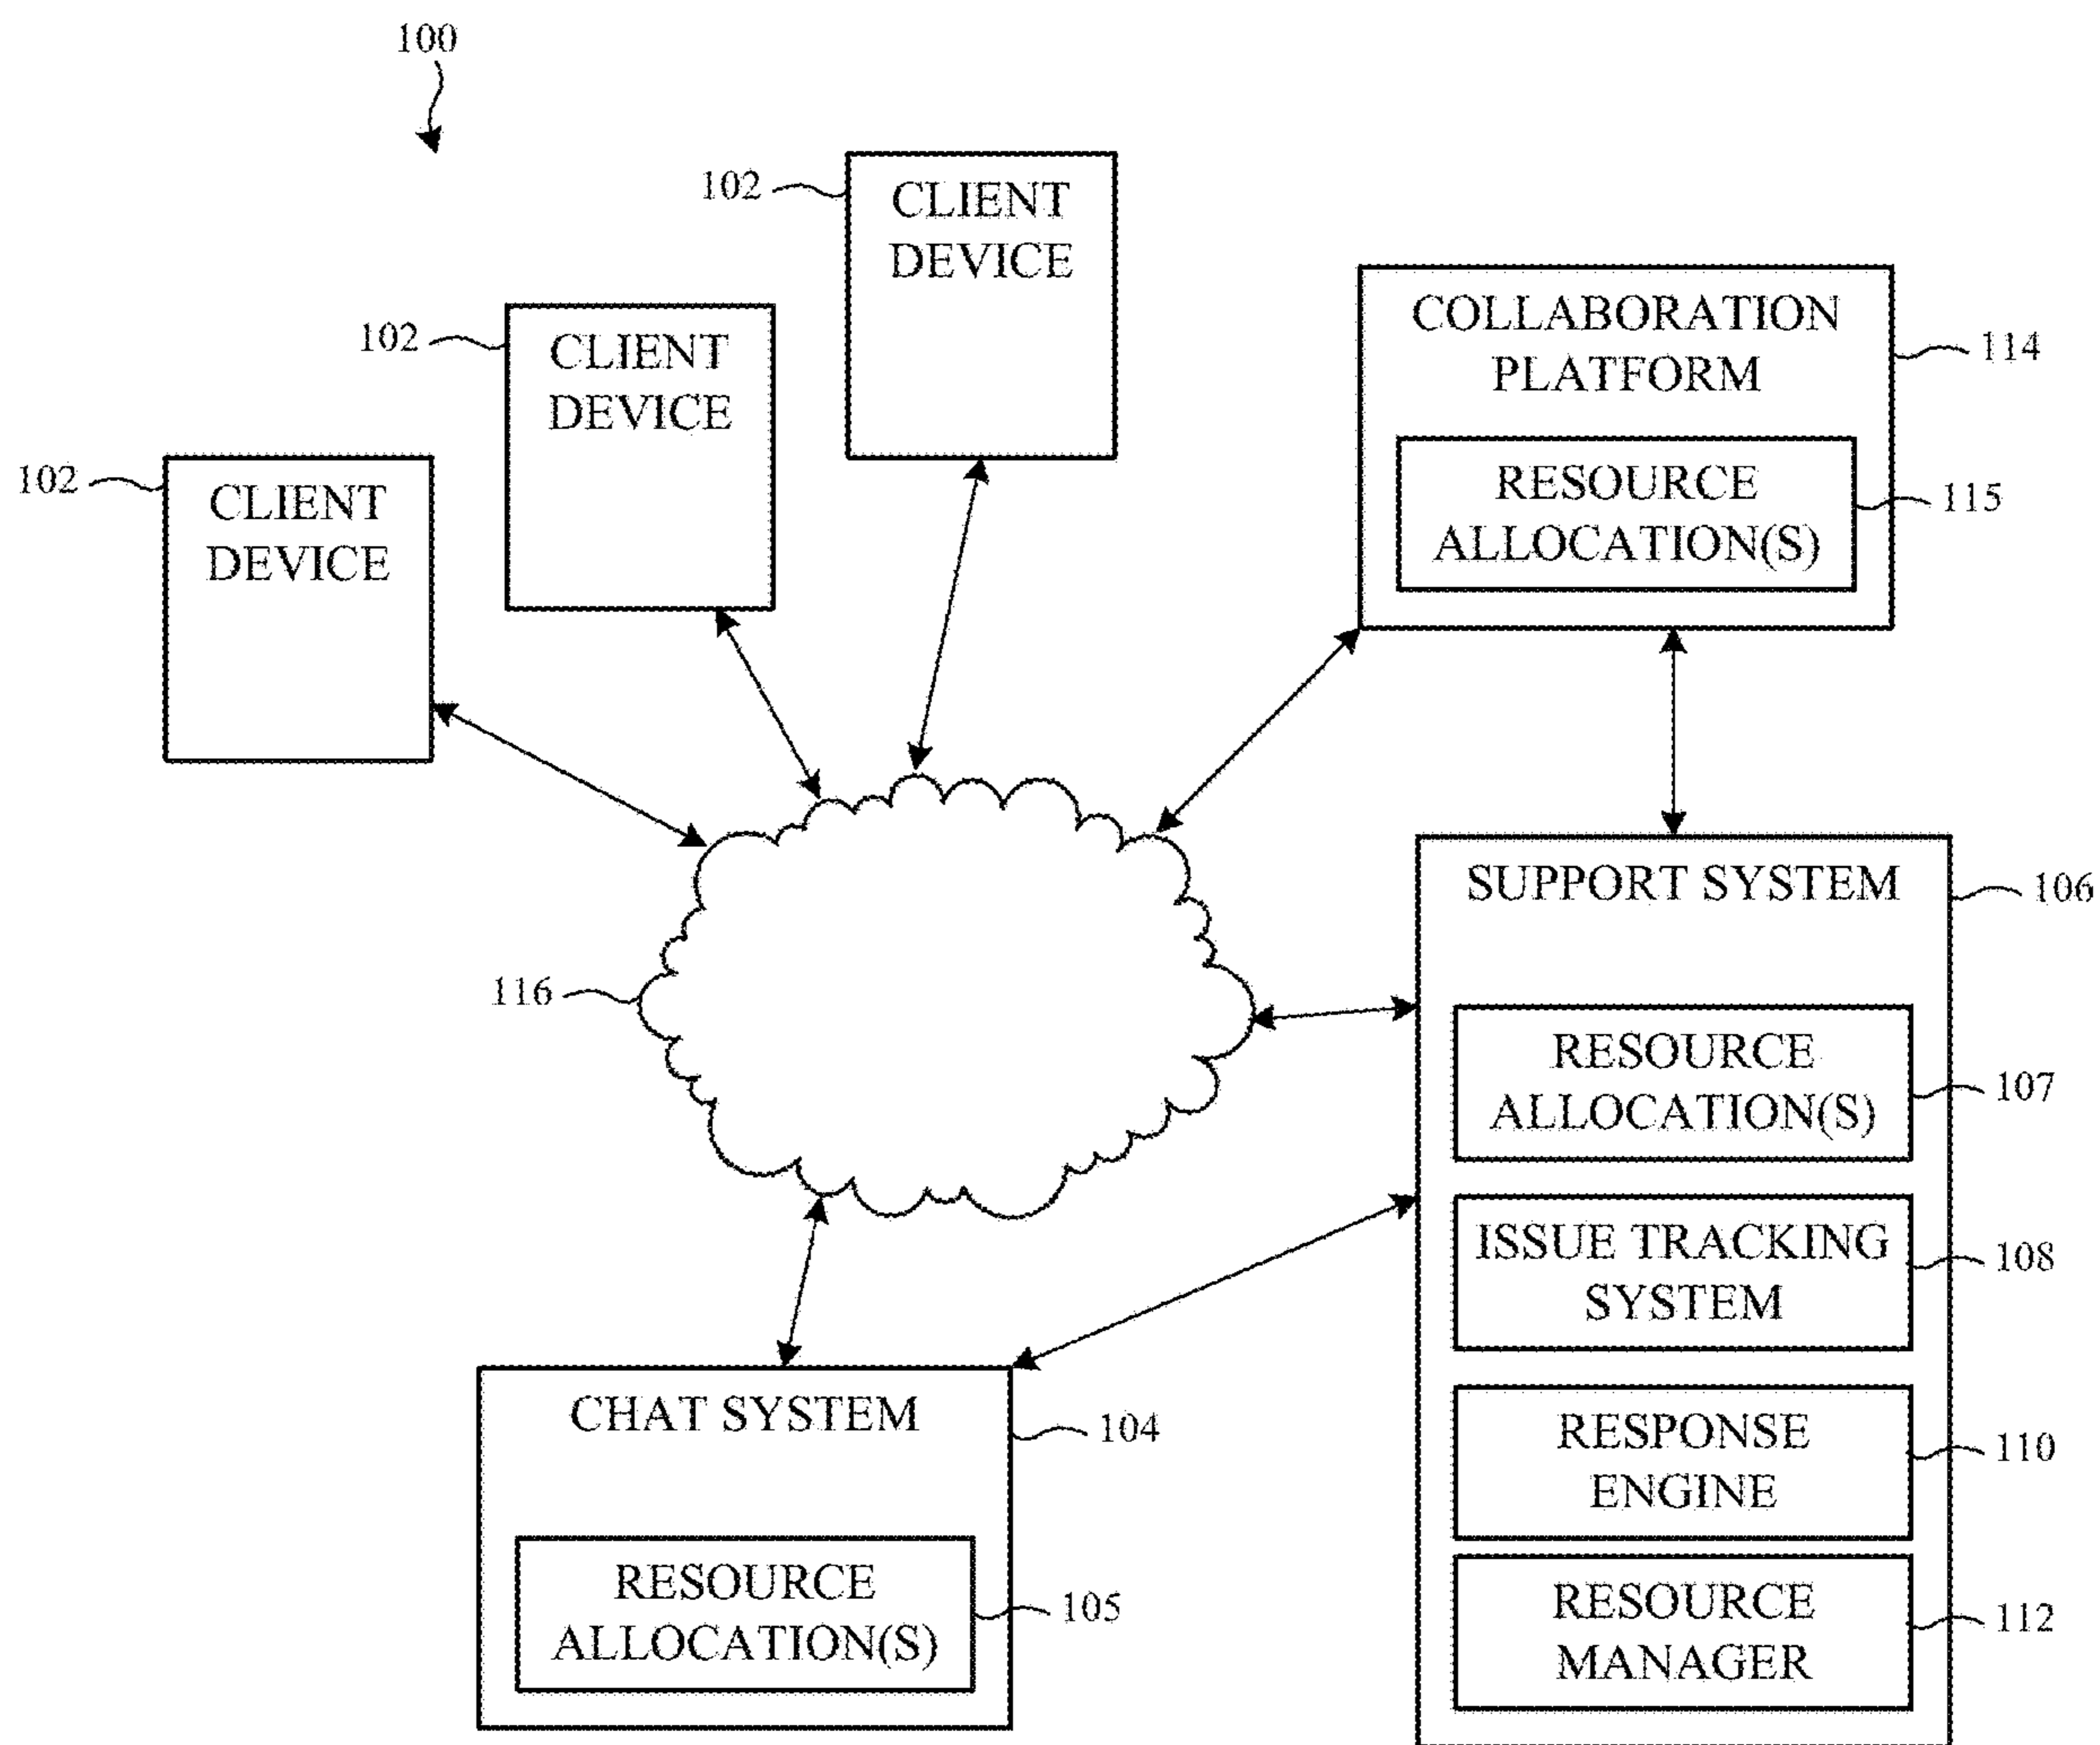 100
102
CLIENT
DEVICE
102
CLIENT
DEVICE
102
CLIENT
DEVICE
COLLABORATION
PLATFORM
114
RESOURCE
ALLOCATION(S)
115
116
SUPPORT SYSTEM
106
RESOURCE
ALLOCATION(S)
107
ISSUE TRACKING
SYSTEM
108
RESPONSE
ENGINE
110
RESOURCE
MANAGER
112
CHAT SYSTEM
104
RESOURCE
ALLOCATION(S)
105